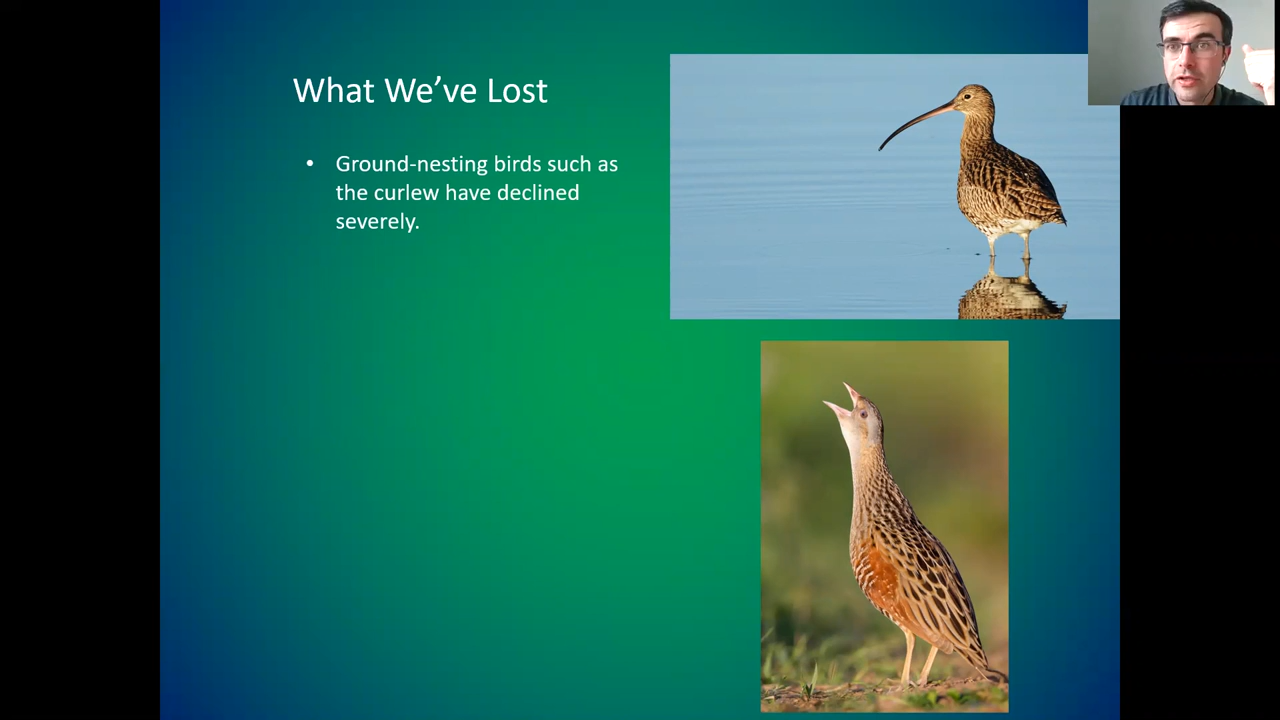 What We’ve Lost
• Ground-nesting birds such as
the curlew have declined
severely.